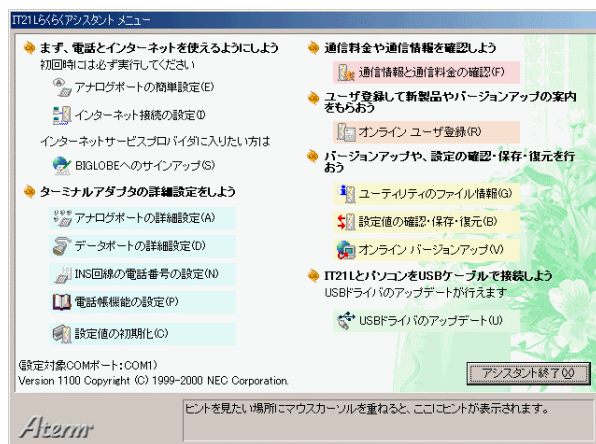 IT21Lらくらくアシスタント メニュー
まず、電話とインターネットを使えるようにしよう
初回時には必ず実行してください
アナログポートの簡単設定(E)
インターネット接続の設定(I)
インターネットサービスプロバイダに入りたい方は
BIGLOBEへのサインアップ(S)
ターミナルアダプタの詳細設定をしよう
アナログポートの詳細設定(A)
データポートの詳細設定(D)
INS回線の電話番号の設定(N)
電話帳機能の設定(P)
設定値の初期化(C)
(設定対象COMポート:COM1)
Version 1100 Copyright (C) 1999-2000 NEC Corporation.
通信料金や通信情報を確認しよう
通信情報と通信料金の確認(F)
ユーザ登録して新製品やバージョンアップの案内
をもらおう
オンライン ユーザ登録(R)
バージョンアップや、設定の確認・保存・復元を行
おう
ユーティリティのファイル情報(G)
設定値の確認・保存・復元(B)
オンライン バージョンアップ(V)
IT21LとパソコンをUSBケーブルで接続しよう
USBドライバのアップデートが行えます
USBドライバのアップデート(U)
アシスタント終了(X)
Aterm
ヒントを見たい場所にマウスカーソルを重ねると、ここにヒントが表示されます。